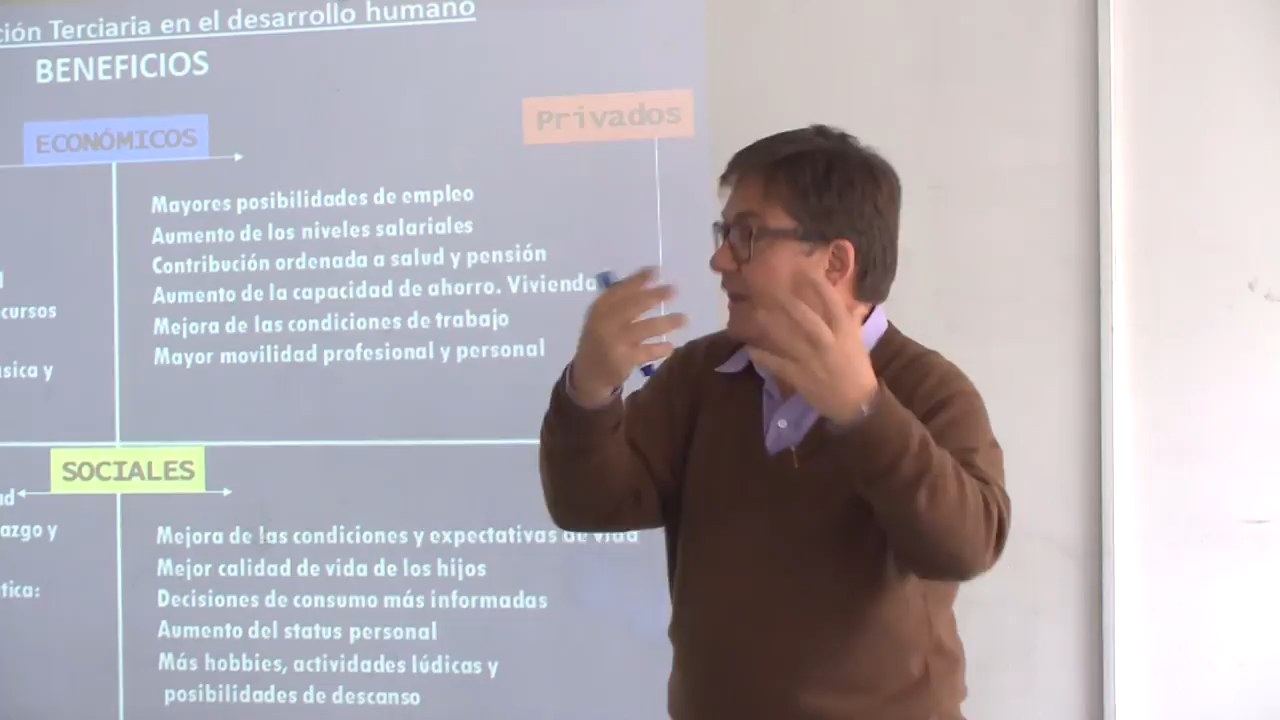 ción Terciaria en el desarrollo humano
BENEFICIOS
ECONÓMICOS
Privados
Mayores posibilidades de empleo
Aumento de los niveles salariales
Contribución ordenada a salud y pensión
Aumento de la capacidad de ahorro. Vivienda
Mejora de las condiciones de trabajo
Mayor movilidad profesional y personal
cursos
sica y
SOCIALES
azgo y
tica:
Mejora de las condiciones y expectativas de vida
Mejor calidad de vida de los hijos
Decisiones de consumo más informadas
Aumento del status personal
Más hobbies, actividades lúdicas y
posibilidades de descanso